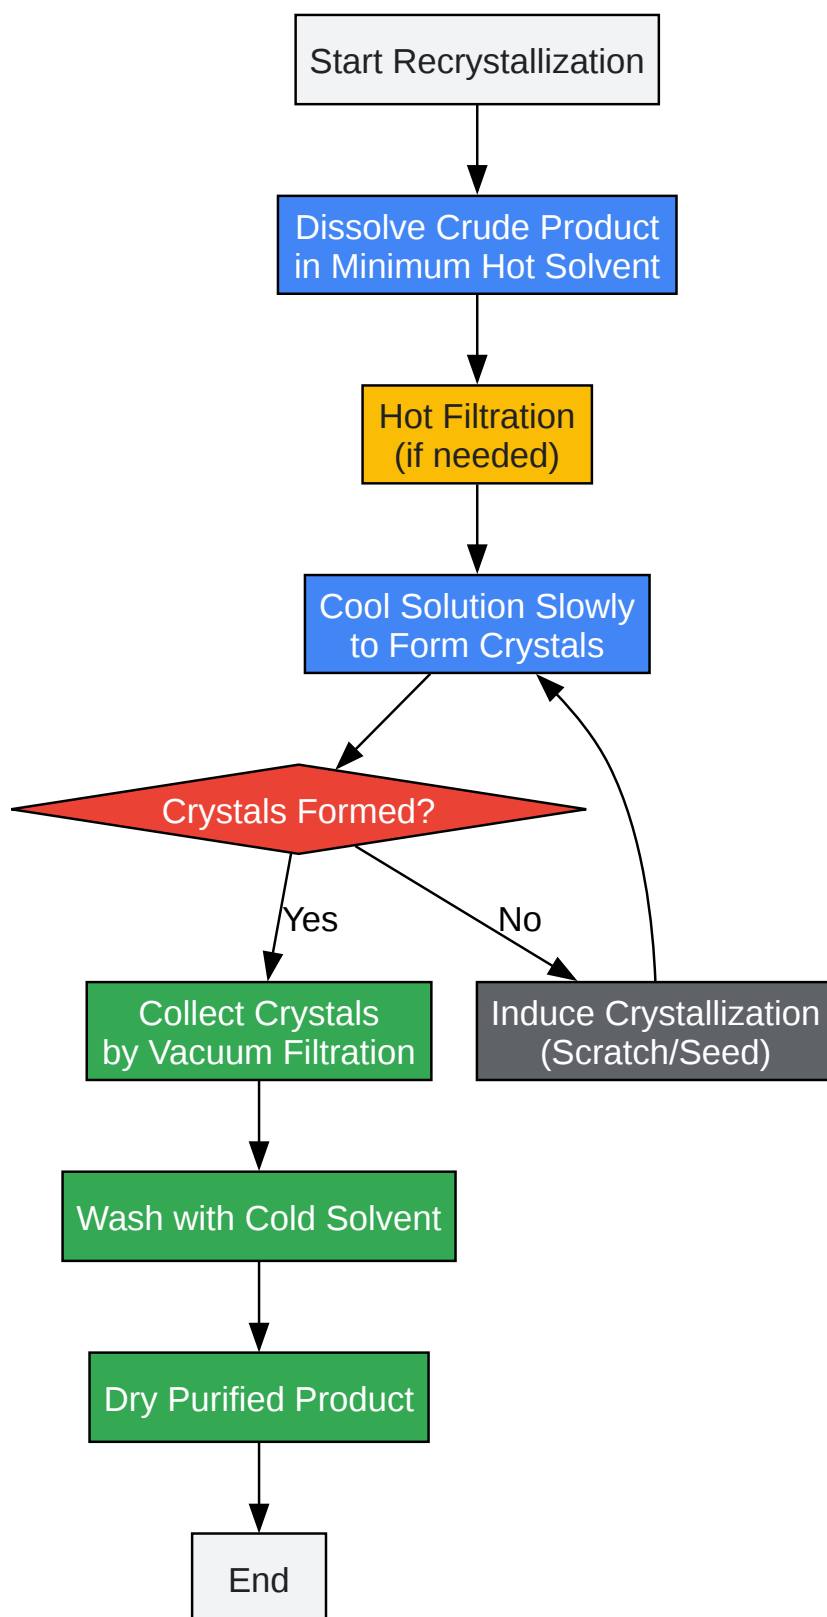 Start Recrystallization
Dissolve Crude Product
in Minimum Hot Solvent
Hot Filtration
(if needed)
Cool Solution Slowly
to Form Crystals
Crystals Formed?
Yes
No
Collect Crystals
by Vacuum Filtration
Induce Crystallization
(Scratch/Seed)
Wash with Cold Solvent
Dry Purified Product
End